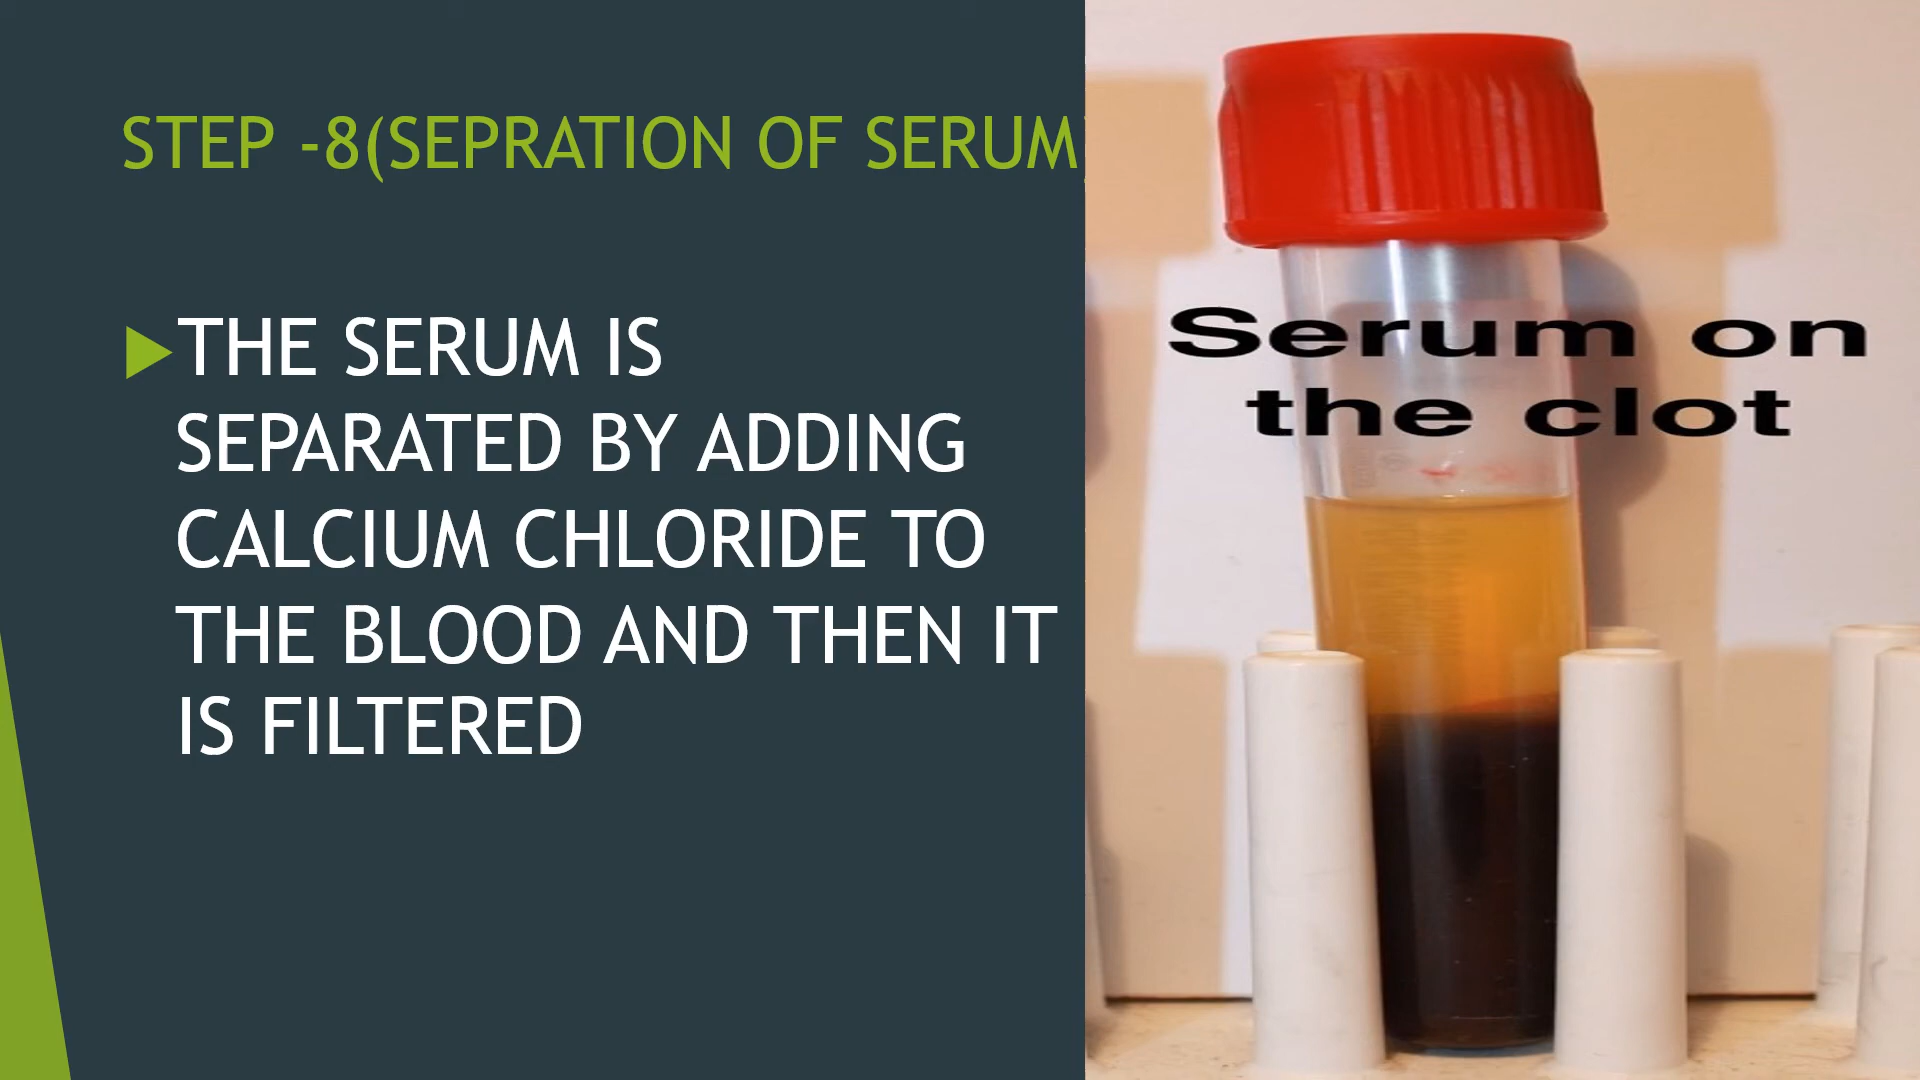 STEP -8(SEPRATION OF SERUM)
THE SERUM IS
SEPARATED BY ADDING
CALCIUM CHLORIDE TO
THE BLOOD AND THEN IT
IS FILTERED
Serum on
the clot